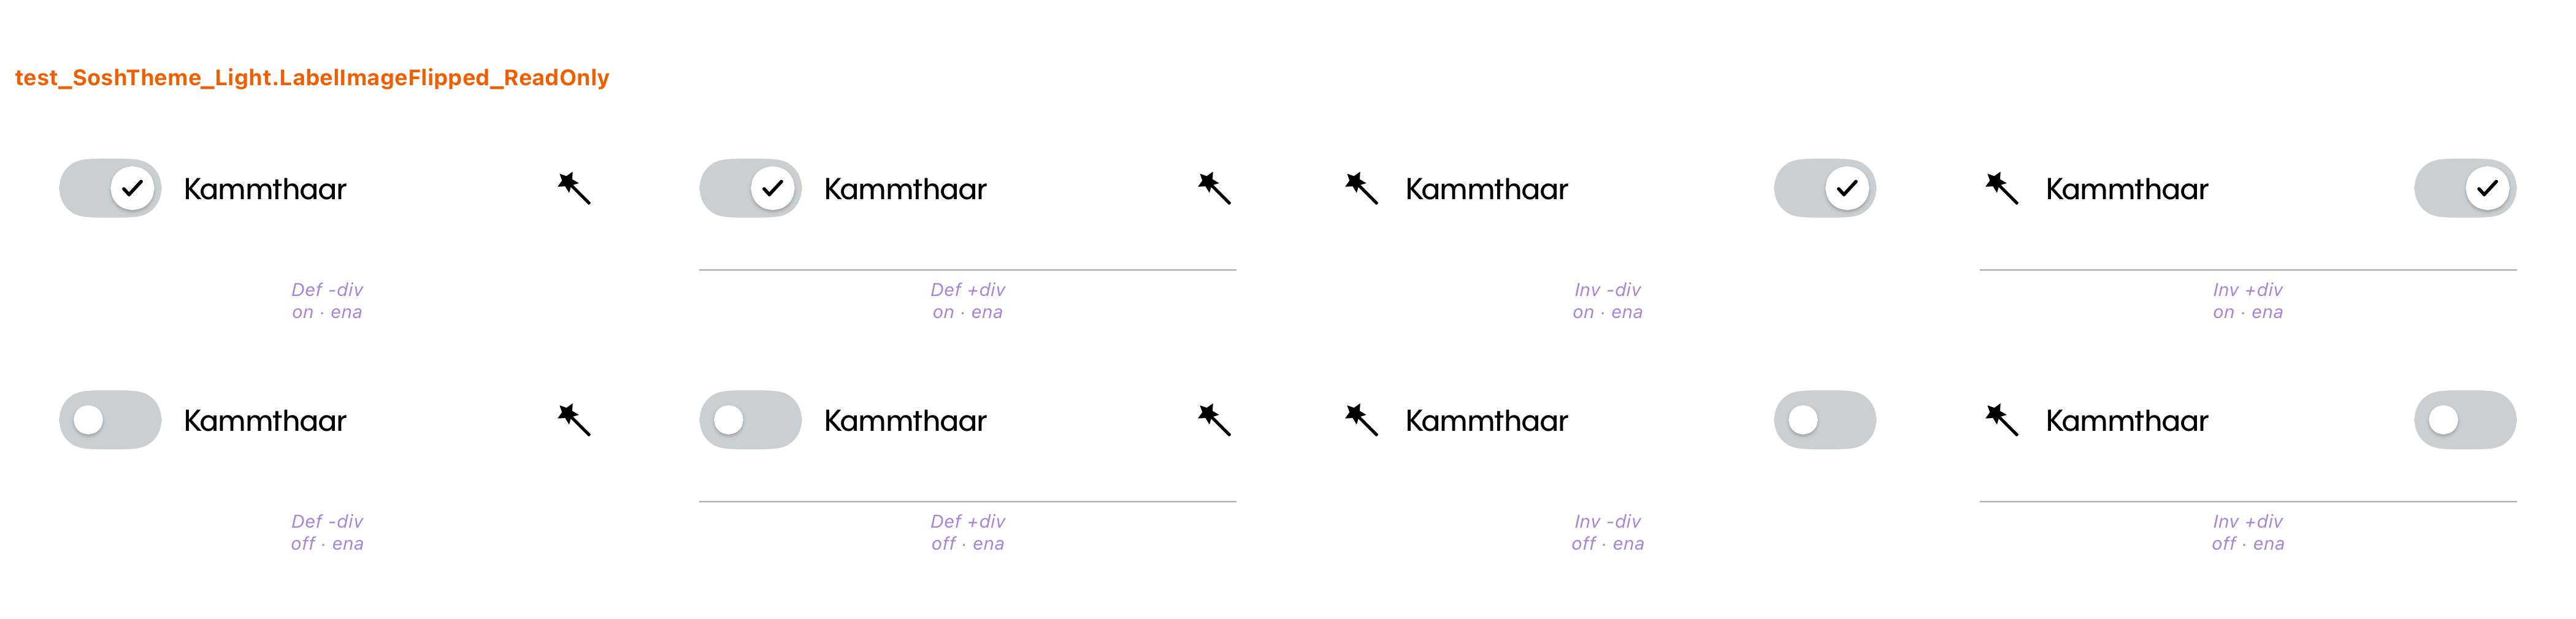 test_SoshTheme_Light.LabelImageFlipped_ReadOnly
Kammthaar
Kammthaar
Kammthaar
Kammthaar
Def -div
on · ena
Def +div
on · ena
Inv -div
on · ena
Inv +div
on · ena
Kammthaar
Kammthaar
Kammthaar
Kammthaar
Def -div
off · ena
Def +div
off · ena
Inv -div
off · ena
Inv +div
off · ena